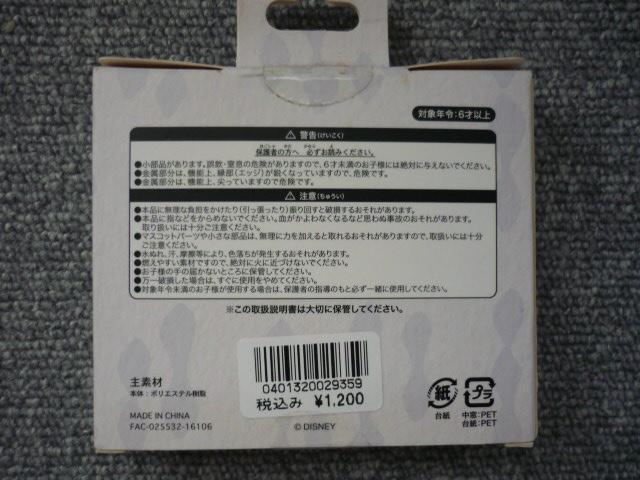 対象年令:6才以上
⚠警告(けいこく)
保護者の方へ 必ずお読みください。
●小部品があります。誤飲・窒息の危険がありますので、6才未満のお子様には絶対に与えないでください。
●金属部分は、機能上、縁部(エッジ)が鋭くなっていますので、危険です。
●金属部分は、機能上、尖っていますので危険です。
⚠注意(ちゅうい)
●本品に無理な負担をかけたり(引っ張ったり)振り回すと破損するおそれがあります。
●本品に指などをからめないでください。血がかよわなくなるなど思わぬ事故のおそれがあります。
取り扱いには十分ご注意ください。
●マスコットパーツや小さな部品は、無理に力を加えると取れるおそれがありますので、取扱いには十分
ご注意ください。
●水ぬれ、汗、摩擦等により、色落ちが発生するおそれがあります。
●燃えやすい素材ですので、絶対に火に近づけないでください。
●お子様の手の届かないところに保管してください。
●万一破損した場合は、すぐに使用をやめてください。
●対象年令未満のお子様が使用する場合は、保護者の指導のもと必ず一緒に使用してください。
※この取扱説明書は大切に保管してください。
0401320029359
税込み ¥1,200
主素材
本体:ポリエステル樹脂
MADE IN CHINA
FAC-025532-16106
© DISNEY
紙 プラ
台紙 中窓:PET
台紙:PET